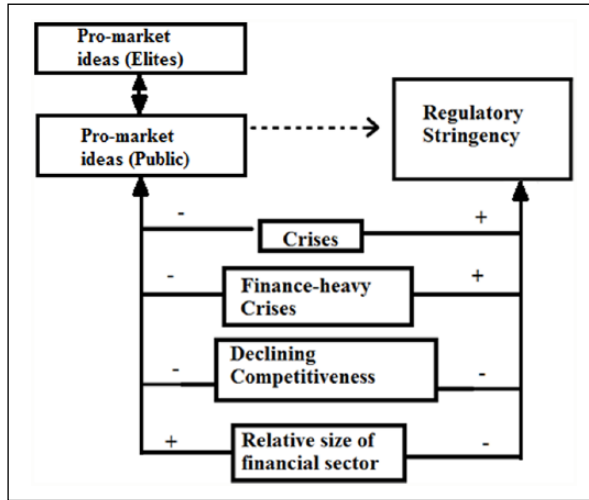 Pro-market
ideas (Elites)
Pro-market
ideas (Public)
Regulatory
Stringency
-
Crises
+
-
Finance-heavy
Crises
+
-
Declining
Competitiveness
-
+
Relative size of
financial sector
-